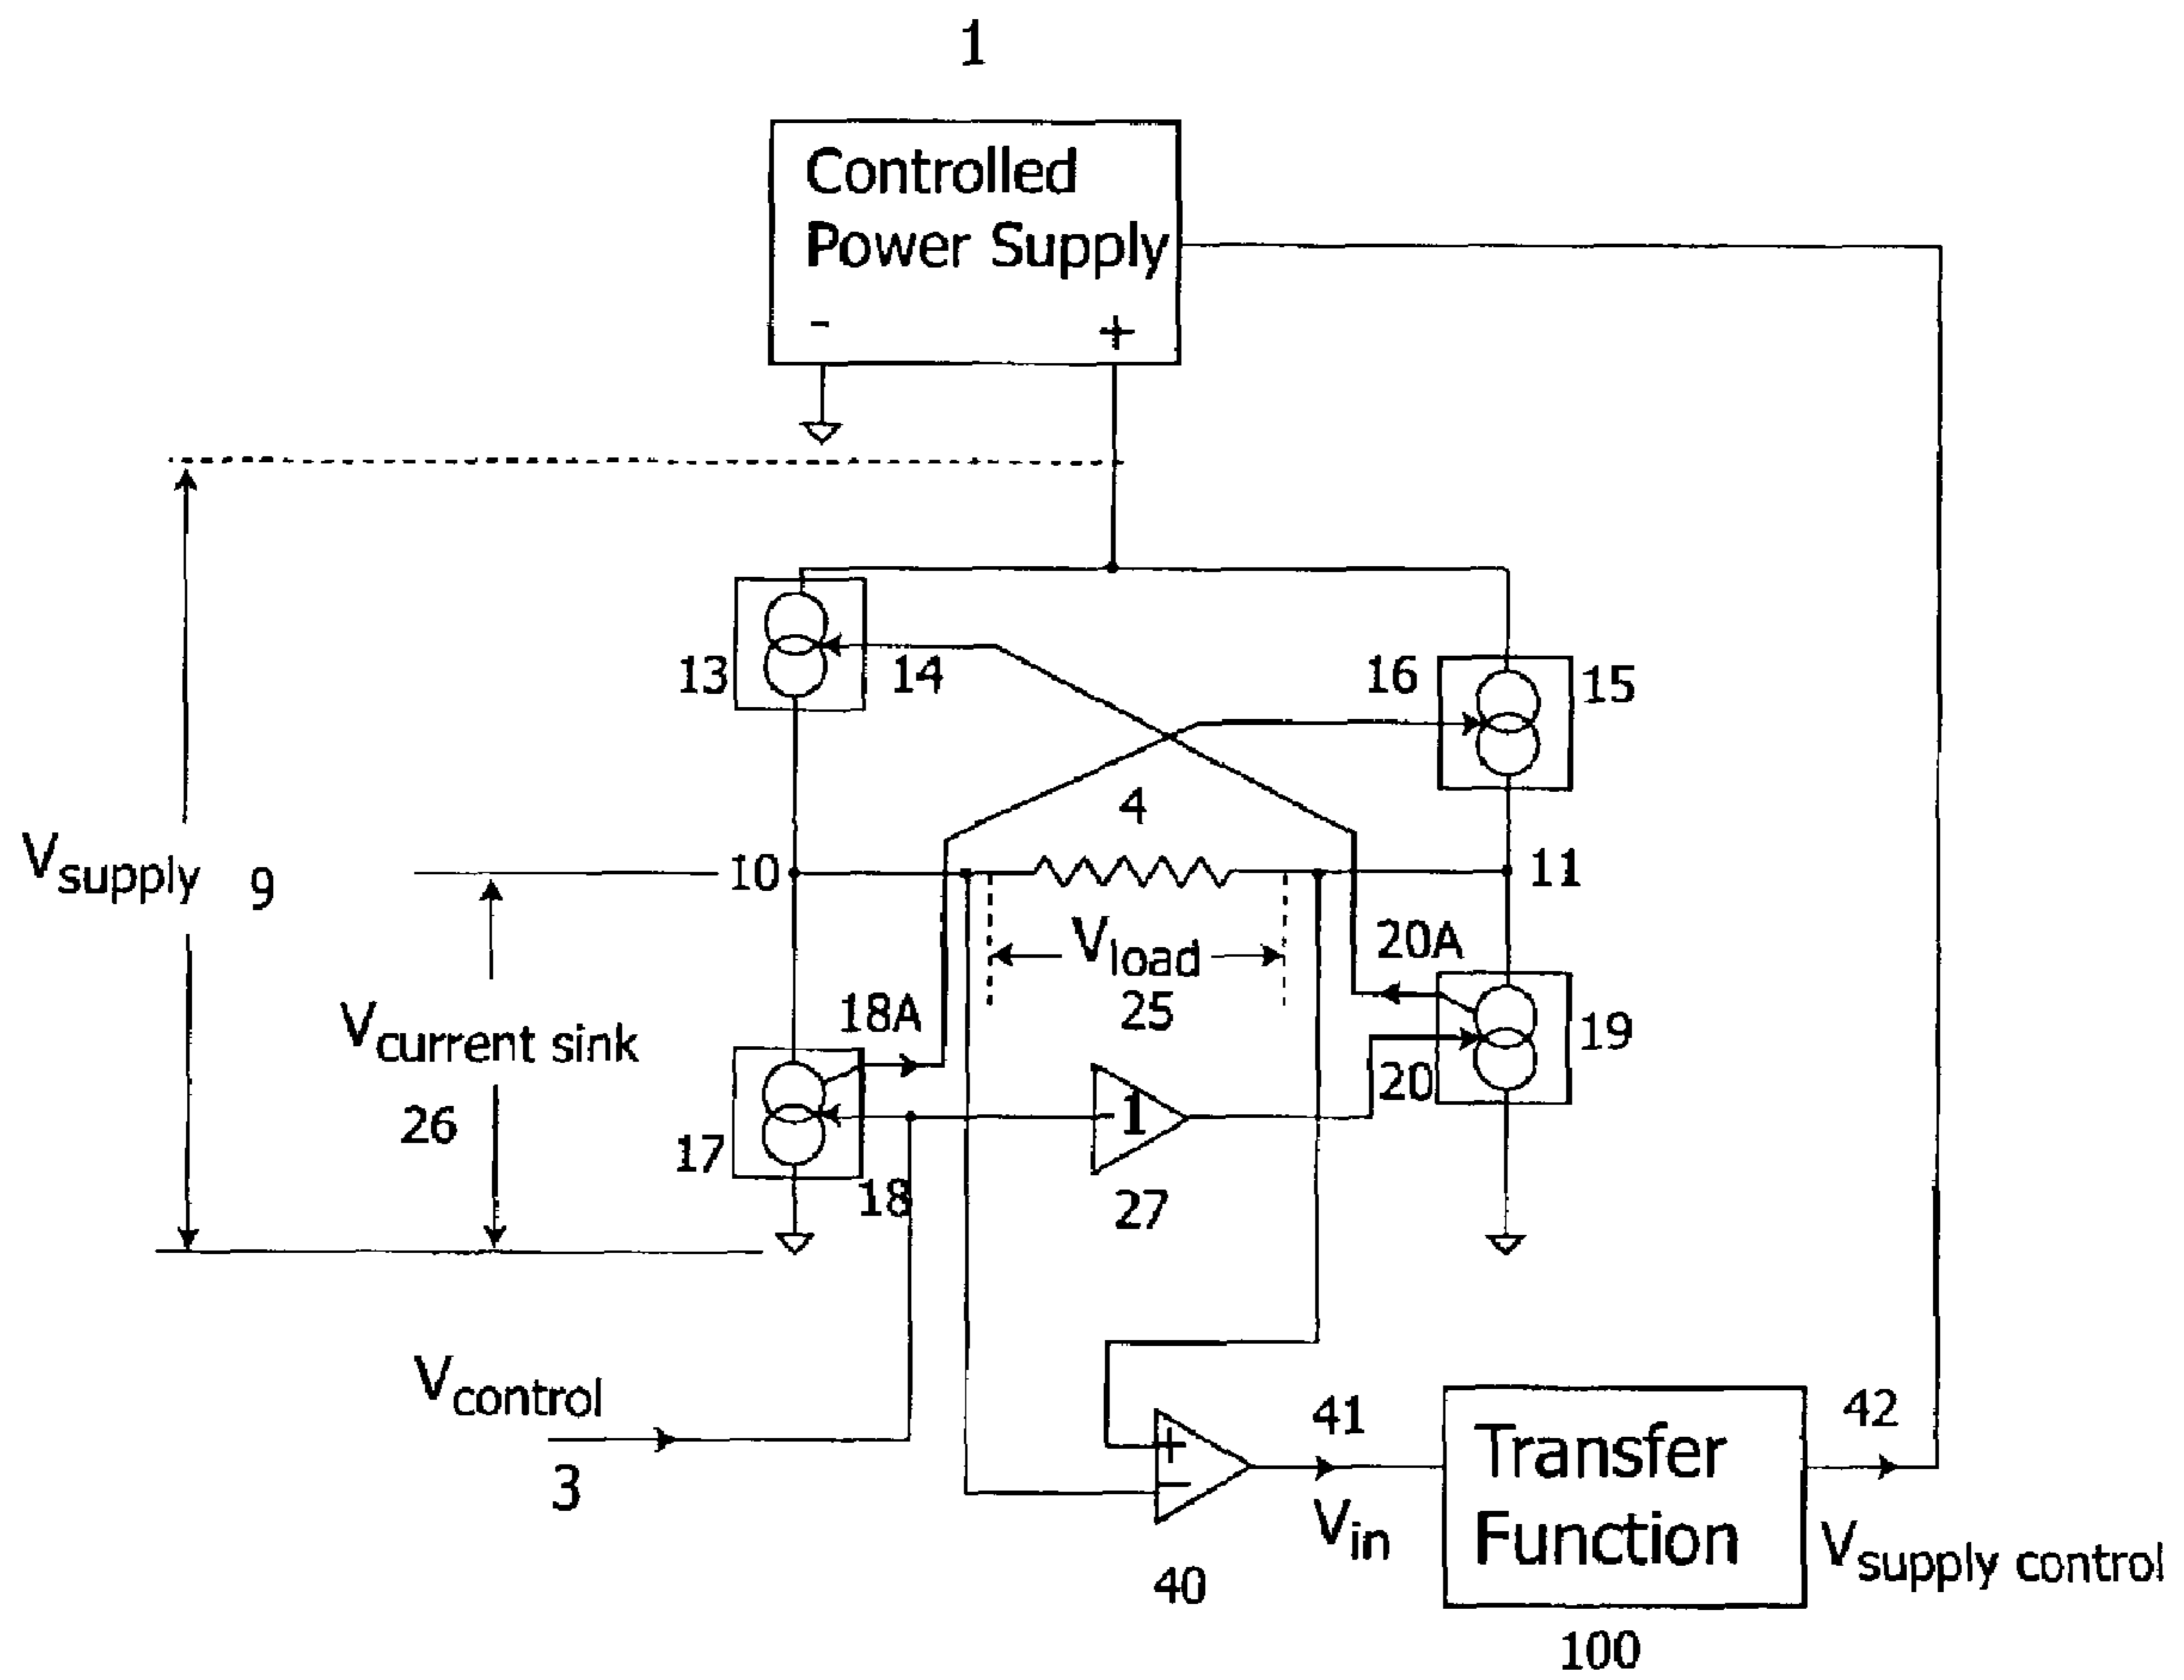 1
Controlled
Power Supply
- +
13
14
16
15
4
Vsupply 9
10
11
Vload
25
20A
18A
Vcurrent sink
26
19
20
17
18
-1
27
Vcontrol
3
+
-
40
41
Vin
Transfer
Function
100
42
Vsupply control